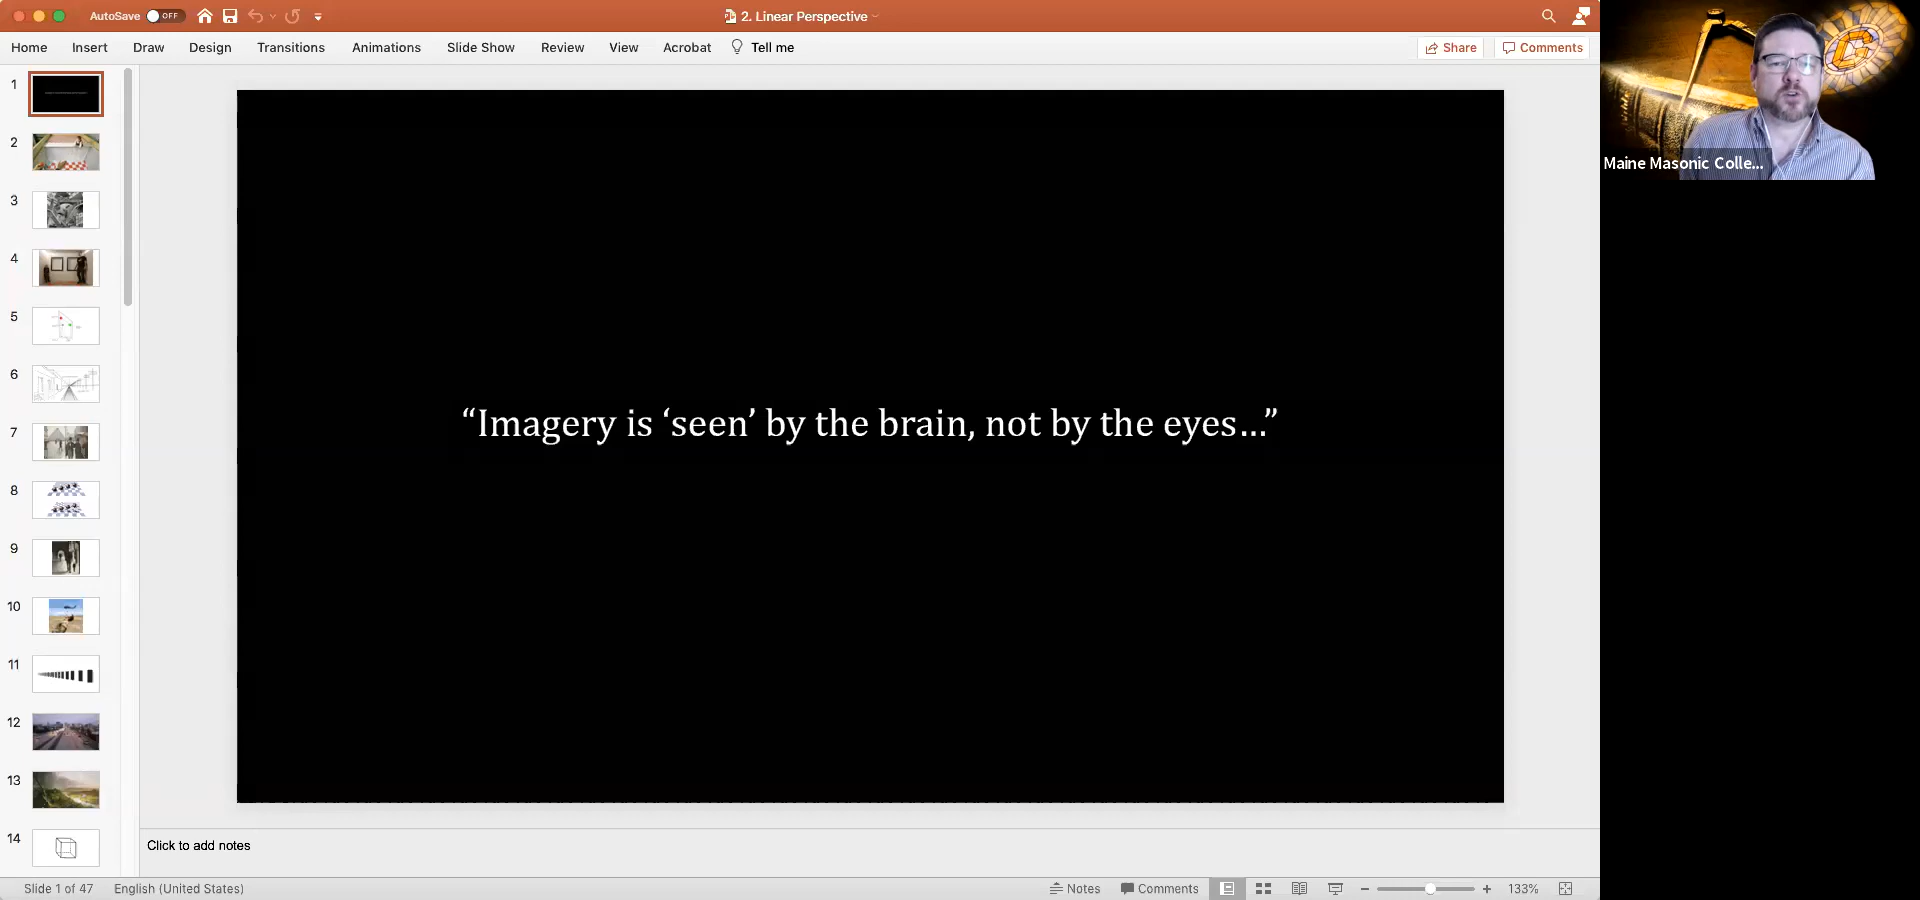 AutoSave OFF
2. Linear Perspective
Home Insert Draw Design Transitions Animations Slide Show Review View Acrobat Tell me
Share Comments
1
2
3
4
5
6
7
8
9
10
11
12
13
14
“Imagery is ‘seen’ by the brain, not by the eyes…”
Click to add notes
Slide 1 of 47 English (United States)
Notes Comments 133%
Maine Masonic Colle...
G